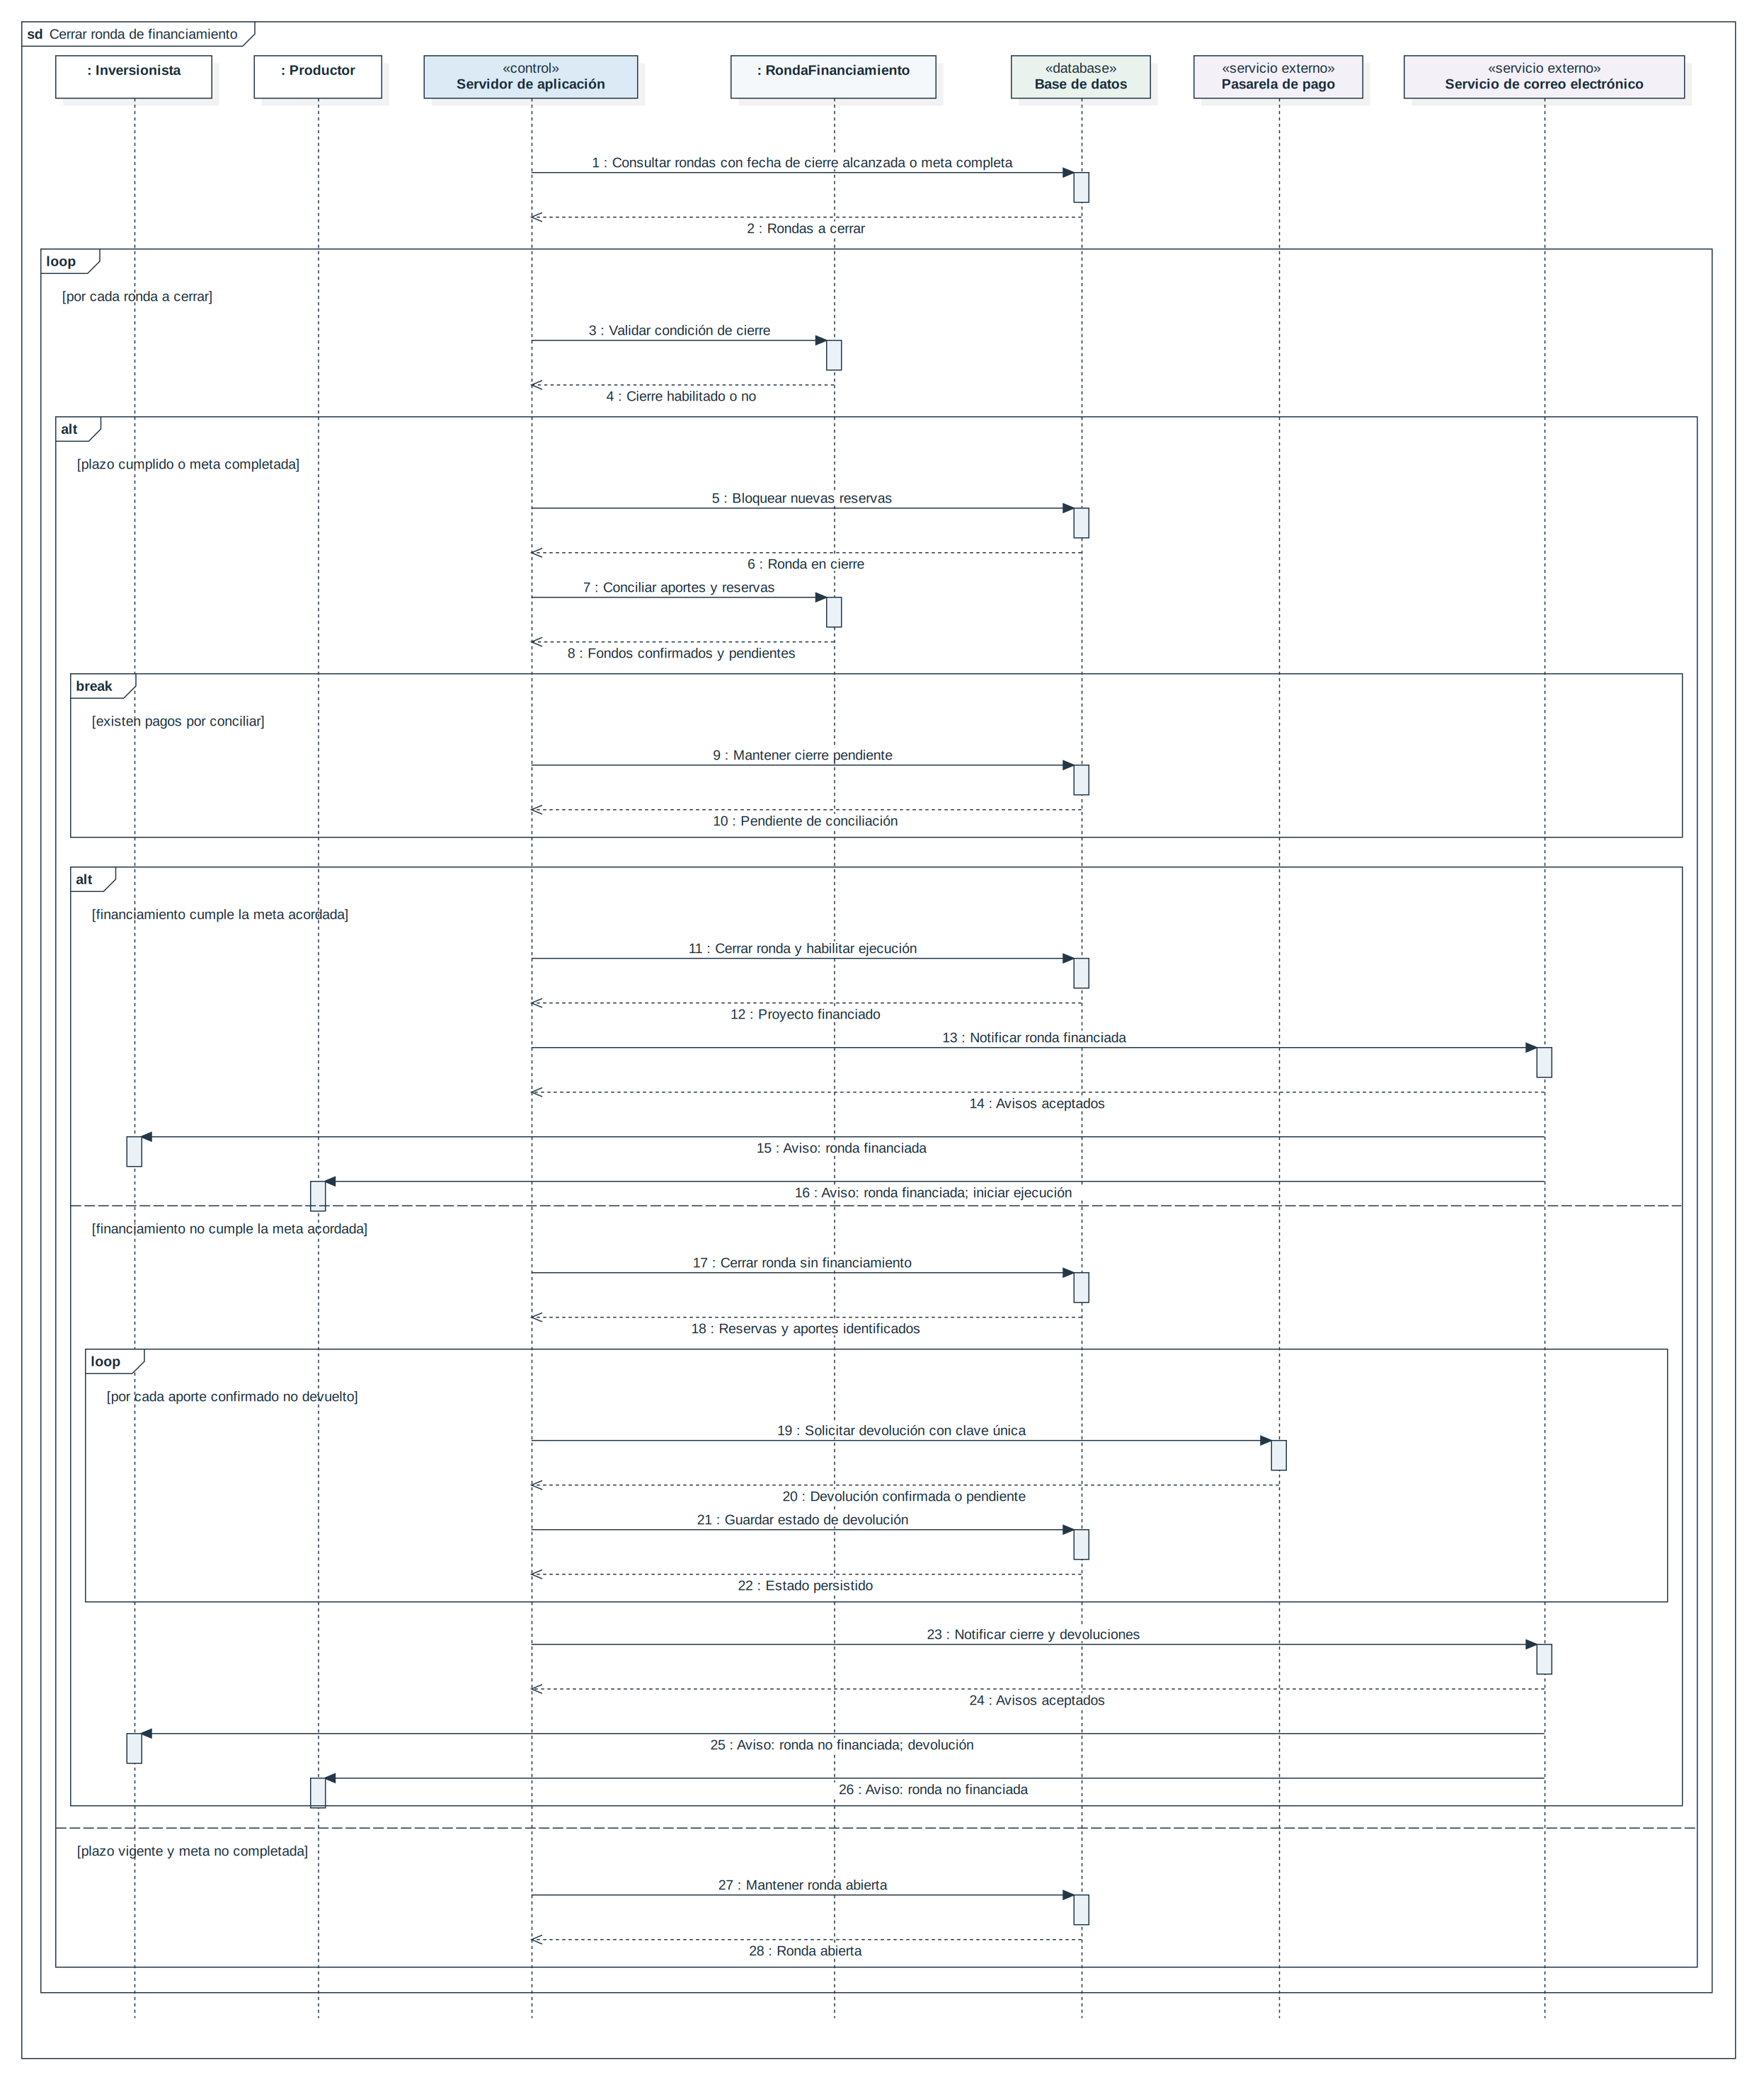 sd Cerrar ronda de financiamiento
: Inversionista
: Productor
«control»
Servidor de aplicación
: RondaFinanciamiento
«database»
Base de datos
«servicio externo»
Pasarela de pago
«servicio externo»
Servicio de correo electrónico
1 : Consultar rondas con fecha de cierre alcanzada o meta completa
2 : Rondas a cerrar
loop
[por cada ronda a cerrar]
3 : Validar condición de cierre
4 : Cierre habilitado o no
alt
[plazo cumplido o meta completada]
5 : Bloquear nuevas reservas
6 : Ronda en cierre
7 : Conciliar aportes y reservas
8 : Fondos confirmados y pendientes
break
[existen pagos por conciliar]
9 : Mantener cierre pendiente
10 : Pendiente de conciliación
alt
[financiamiento cumple la meta acordada]
11 : Cerrar ronda y habilitar ejecución
12 : Proyecto financiado
13 : Notificar ronda financiada
14 : Avisos aceptados
15 : Aviso: ronda financiada
16 : Aviso: ronda financiada; iniciar ejecución
[financiamiento no cumple la meta acordada]
17 : Cerrar ronda sin financiamiento
18 : Reservas y aportes identificados
loop
[por cada aporte confirmado no devuelto]
19 : Solicitar devolución con clave única
20 : Devolución confirmada o pendiente
21 : Guardar estado de devolución
22 : Estado persistido
23 : Notificar cierre y devoluciones
24 : Avisos aceptados
25 : Aviso: ronda no financiada; devolución
26 : Aviso: ronda no financiada
[plazo vigente y meta no completada]
27 : Mantener ronda abierta
28 : Ronda abierta